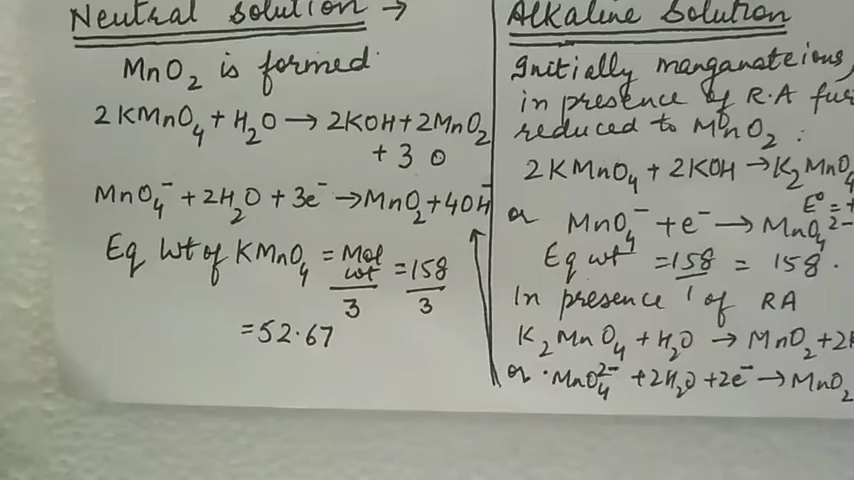 Neutral solution →
MnO₂ is formed.
2KMnO₄ + H₂O → 2KOH + 2MnO₂
+ 3 O
MnO₄⁻ + 2H₂O + 3e⁻ → MnO₂ + 4OH⁻
Eq Wt of KMnO₄ = Mol wt / 3 = 158 / 3
= 52.67
Alkaline Solution
Initially manganate ions,
in presence of R.A
reduced to MnO₂ :
2KMnO₄ + 2KOH → K₂MnO₄
E⁰ = +
or MnO₄⁻ + e⁻ → MnO₄²⁻
Eq wt = 158 / 1 = 158.
In presence of RA
K₂MnO₄ + H₂O → MnO₂ + 2K
or MnO₄²⁻ + 2H₂O + 2e⁻ → MnO₂